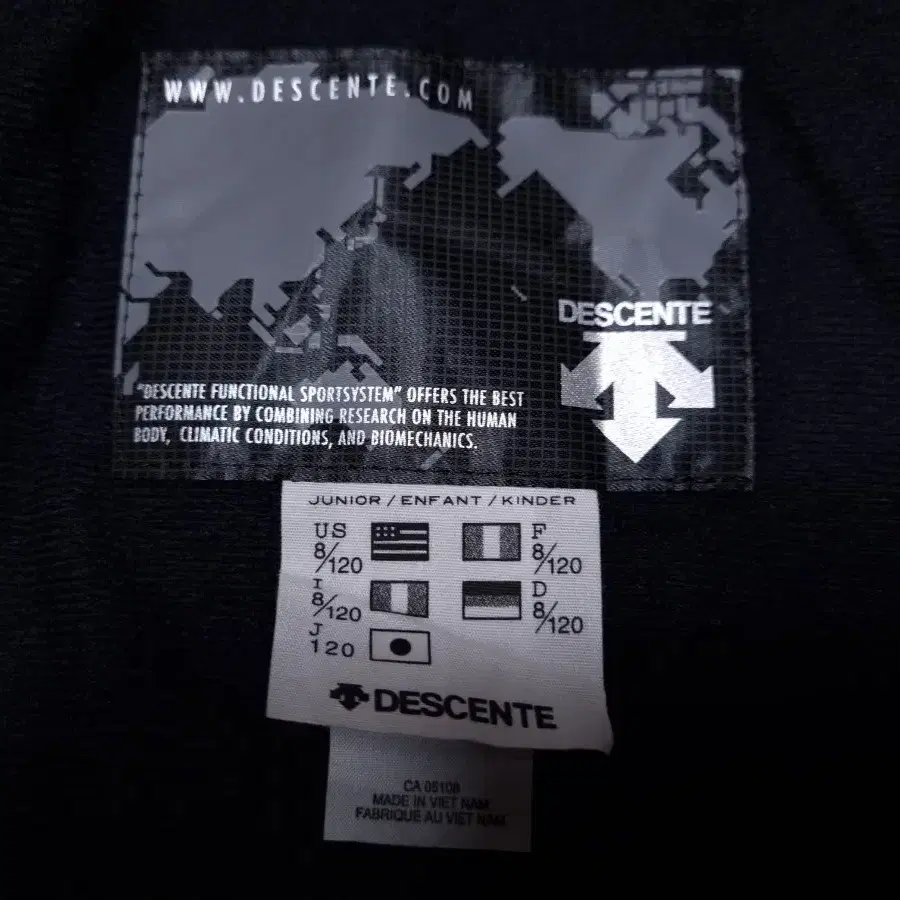 WWW.DESCENTE.COM
DESCENTE
"DESCENTE FUNCTIONAL SPORTSYSTEM" OFFERS THE BEST
PERFORMANCE BY COMBINING RESEARCH ON THE HUMAN
BODY, CLIMATIC CONDITIONS, AND BIOMECHANICS.
JUNIOR / ENFANT / KINDER
US 8/120 F 8/120
I 8/120 D 8/120
J 120
DESCENTE
CA 05108
MADE IN VIET NAM
FABRIQUE AU VIET NAM